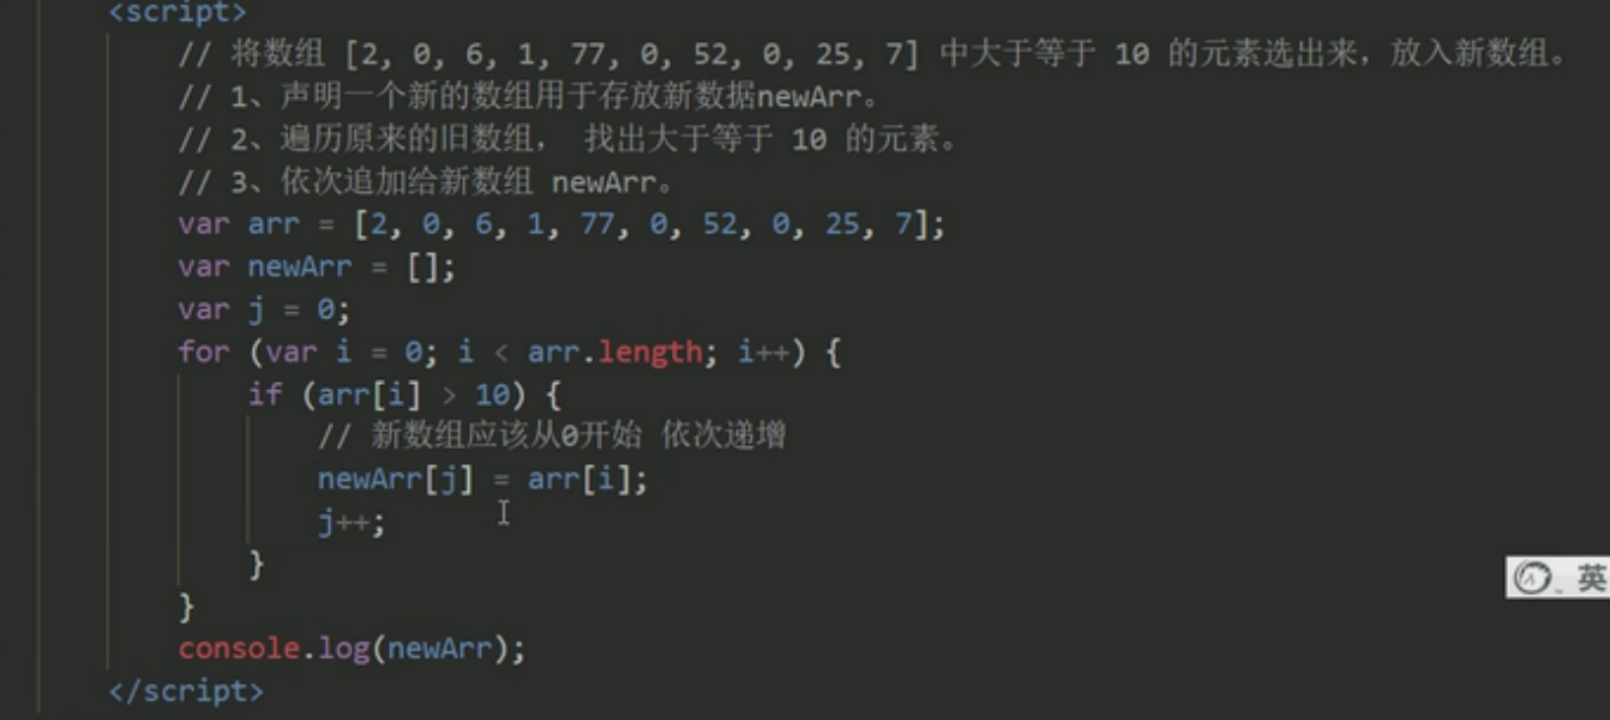 <script>
// 将数组 [2, 0, 6, 1, 77, 0, 52, 0, 25, 7] 中大于等于 10 的元素选出来，放入新数组。
// 1、声明一个新的数组用于存放新数据newArr。
// 2、遍历原来的旧数组， 找出大于等于 10 的元素。
// 3、依次追加给新数组 newArr。
var arr = [2, 0, 6, 1, 77, 0, 52, 0, 25, 7];
var newArr = [];
var j = 0;
for (var i = 0; i < arr.length; i++) {
if (arr[i] > 10) {
// 新数组应该从0开始 依次递增
newArr[j] = arr[i];
j++;
}
}
console.log(newArr);
</script>
英